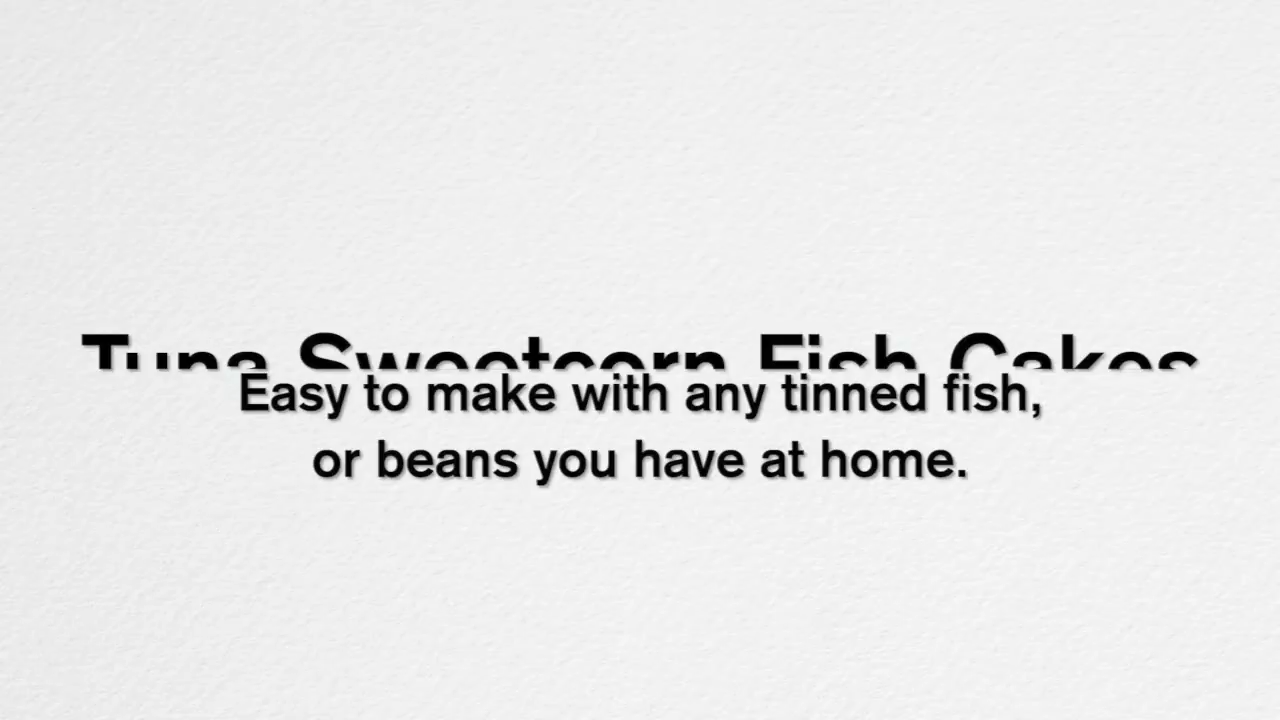 Tuna Sweetcorn Fish Cakes
Easy to make with any tinned fish,
or beans you have at home.